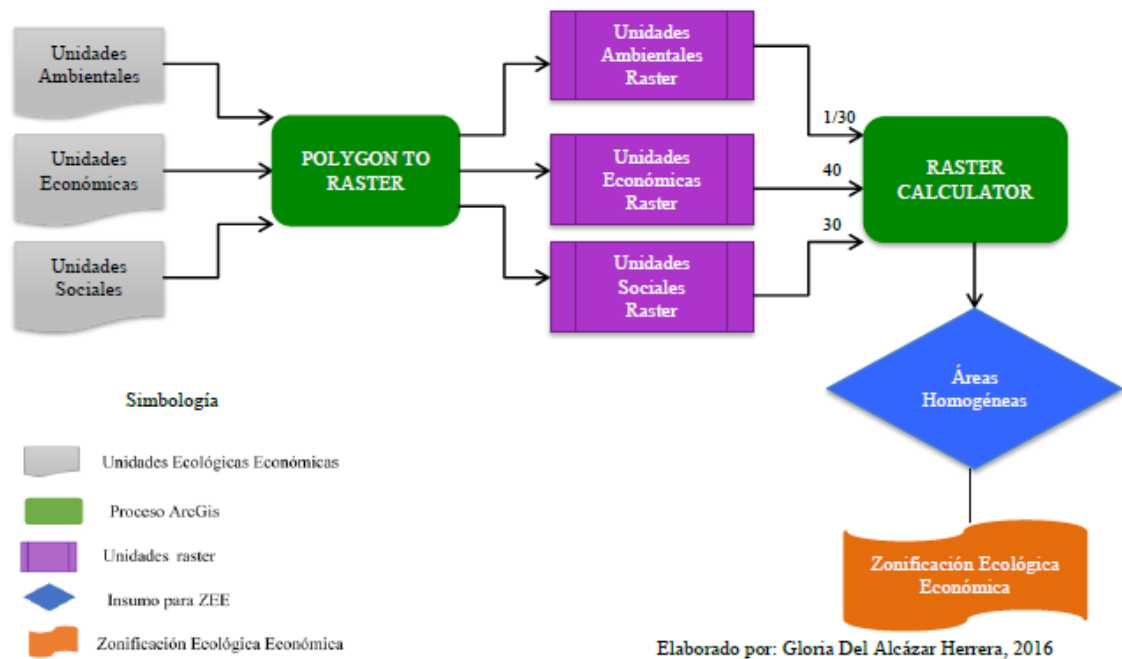 Unidades
Ambientales
Unidades
Económicas
Unidades
Sociales
POLYGON TO
RASTER
Unidades
Ambientales
Raster
Unidades
Económicas
Raster
Unidades
Sociales
Raster
1/30
40
30
RASTER
CALCULATOR
Áreas
Homogéneas
Zonificación Ecológica
Económica
Simbología
Unidades Ecológicas Económicas
Proceso ArcGis
Unidades raster
Insumo para ZEE
Zonificación Ecológica Económica
Elaborado por: Gloria Del Alcázar Herrera, 2016